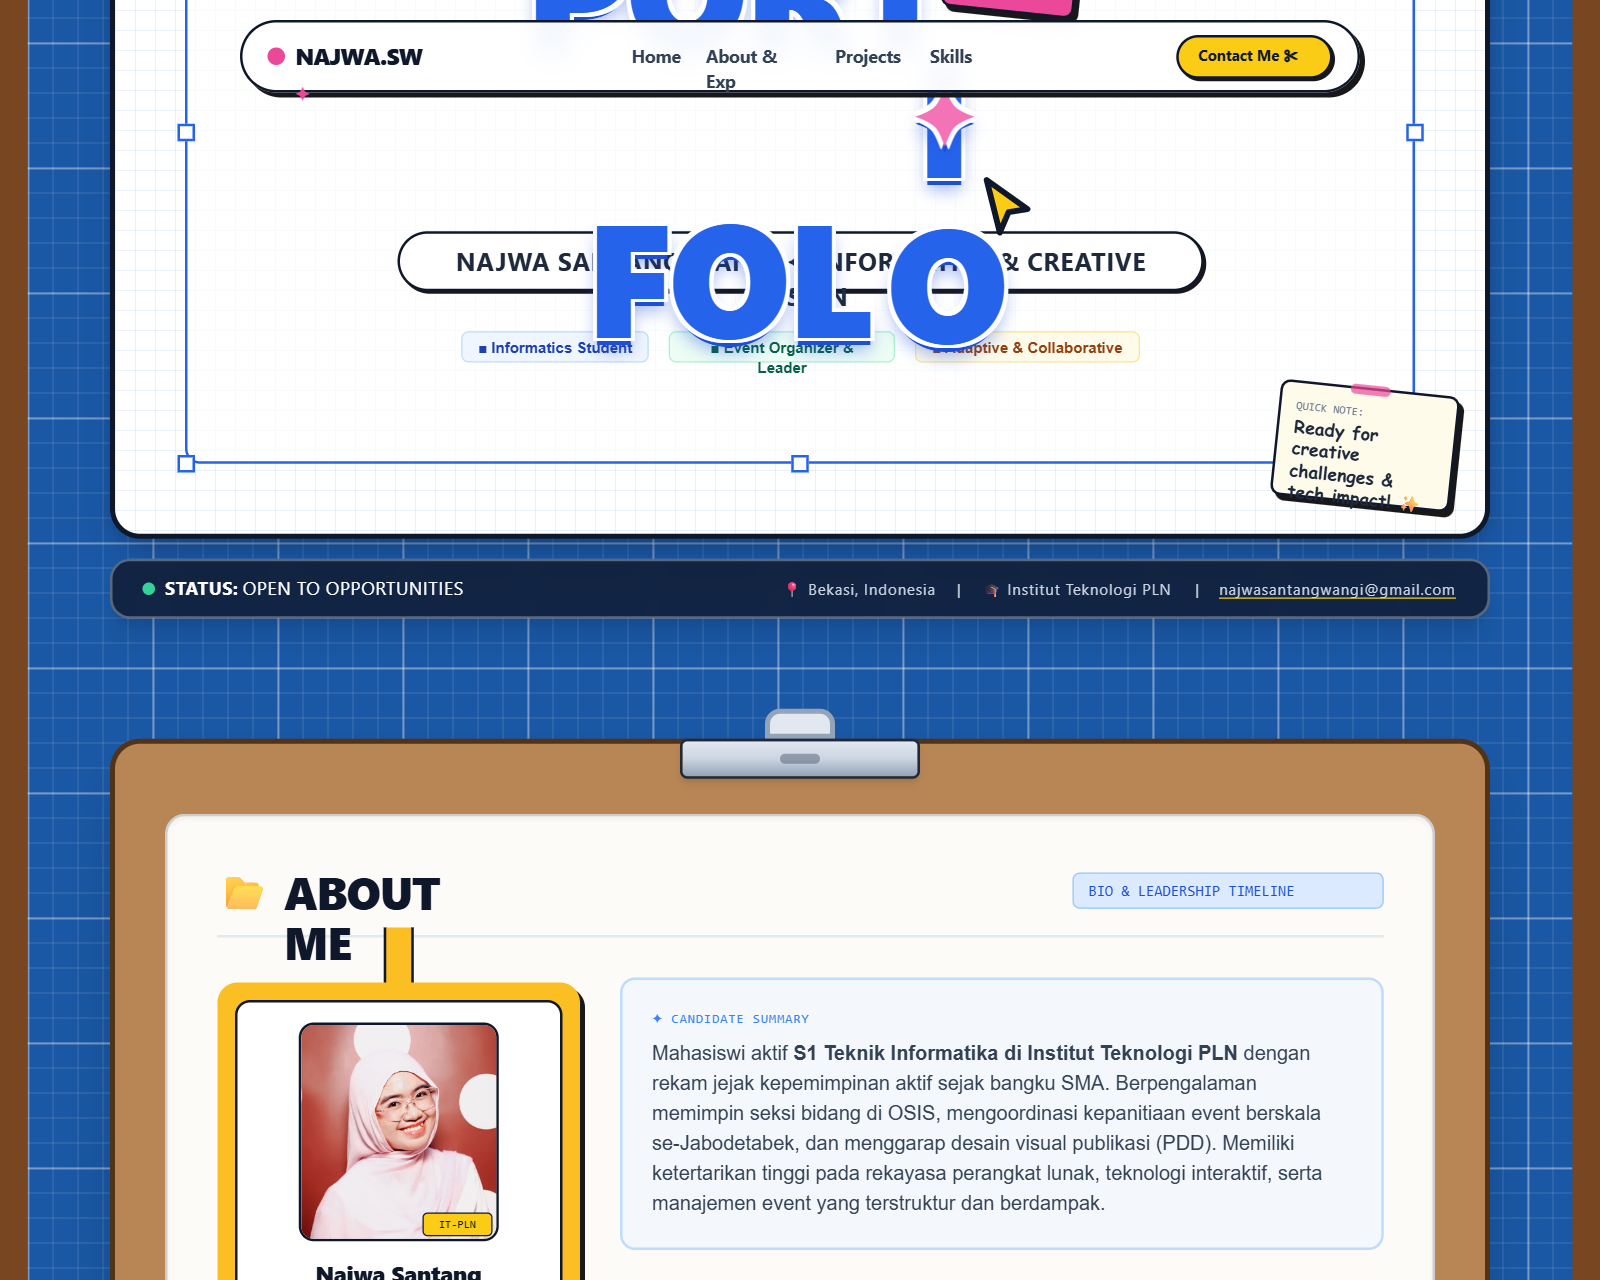 NAJWA.SW
Home
About &
Exp
Projects
Skills
Contact Me ✂
FOLO
& CREATIVE
■ Informatics Student
■ Event Organizer &
Leader
& Collaborative
QUICK NOTE:
Ready for
creative
challenges &
tech impact! ✨
STATUS: OPEN TO OPPORTUNITIES
📍 Bekasi, Indonesia | Institut Teknologi PLN | najwasantangwangi@gmail.com
ABOUT
ME
BIO & LEADERSHIP TIMELINE
✦ CANDIDATE SUMMARY
Mahasiswi aktif S1 Teknik Informatika di Institut Teknologi PLN dengan
rekam jejak kepemimpinan aktif sejak bangku SMA. Berpengalaman
memimpin seksi bidang di OSIS, mengoordinasi kepanitiaan event berskala
se-Jabodetabek, dan menggarap desain visual publikasi (PDD). Memiliki
ketertarikan tinggi pada rekayasa perangkat lunak, teknologi interaktif, serta
manajemen event yang terstruktur dan berdampak.
IT-PLN
Najwa Santang